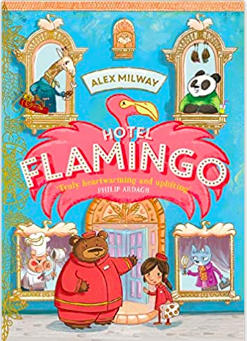 ALEX MILWAY
HOTEL
FLAMINGO
'Truly heartwarming and uplifting'
PHILIP ARDAGH